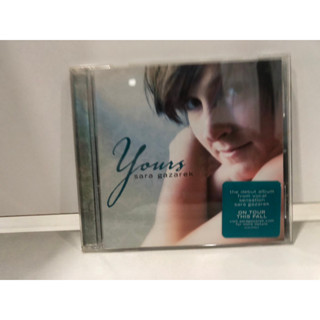 Yours
sara gazarek
the debut album
from vocal
sensation
sara gazarek
ON TOUR
THIS FALL